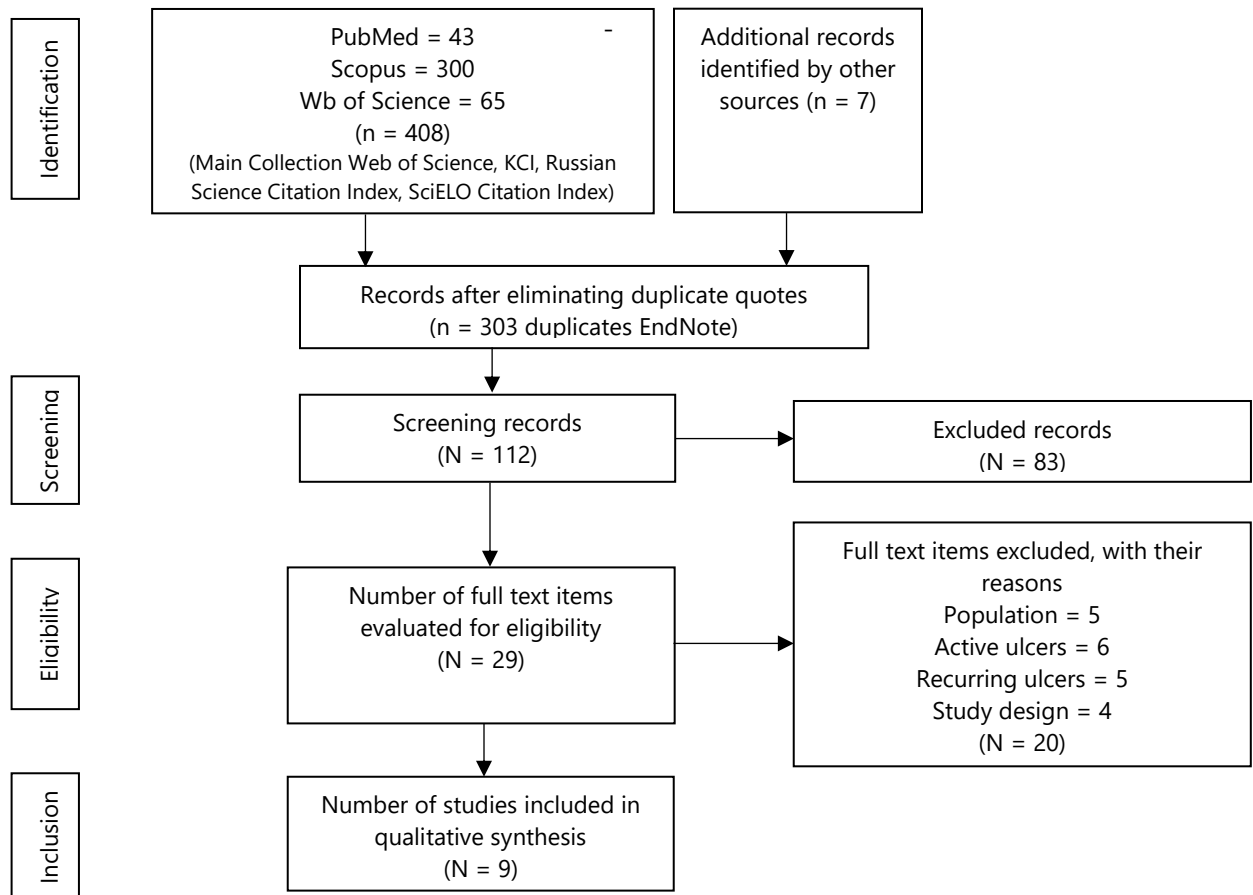 Identification
PubMed = 43
-
Scopus = 300
Wb of Science = 65
(n = 408)
(Main Collection Web of Science, KCI, Russian
Science Citation Index, SciELO Citation Index)
Additional records
identified by other
sources (n = 7)
Records after eliminating duplicate quotes
(n = 303 duplicates EndNote)
Screening
Screening records
(N = 112)
Excluded records
(N = 83)
Eligibility
Number of full text items
evaluated for eligibility
(N = 29)
Full text items excluded, with their
reasons
Population = 5
Active ulcers = 6
Recurring ulcers = 5
Study design = 4
(N = 20)
Inclusion
Number of studies included in
qualitative synthesis
(N = 9)